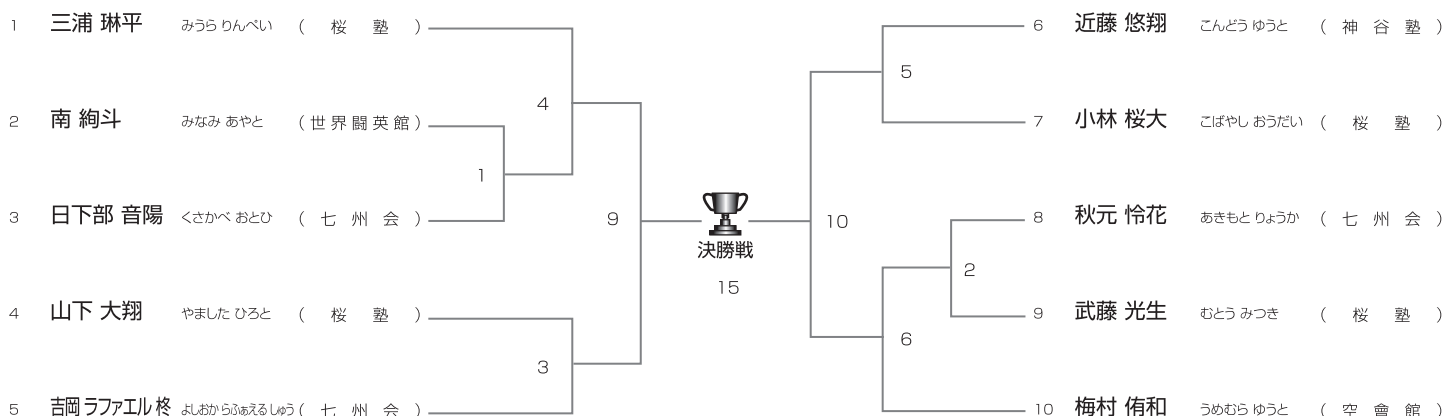 1 三浦 琳平 みうら りんぺい （ 桜 塾 ）
2 南 絢斗 みなみ あやと （世界闘英館）
3 日下部 音陽 くさかべ おとひ （ 七 州 会 ）
4 山下 大翔 やました ひろと （ 桜 塾 ）
5 吉岡 ラファエル 柊 よしおか らふぁえる しゅう （ 七 州 会 ）
4
1
9
3
決勝戦
15
5
10
2
6
6 近藤 悠翔 こんどう ゆうと （ 神 谷 塾 ）
7 小林 桜大 こばやし おうだい （ 桜 塾 ）
8 秋元 怜花 あきもと りょうか （ 七 州 会 ）
9 武藤 光生 むとう みつき （ 桜 塾 ）
10 梅村 侑和 うめむら ゆうと （ 空 會 館 ）